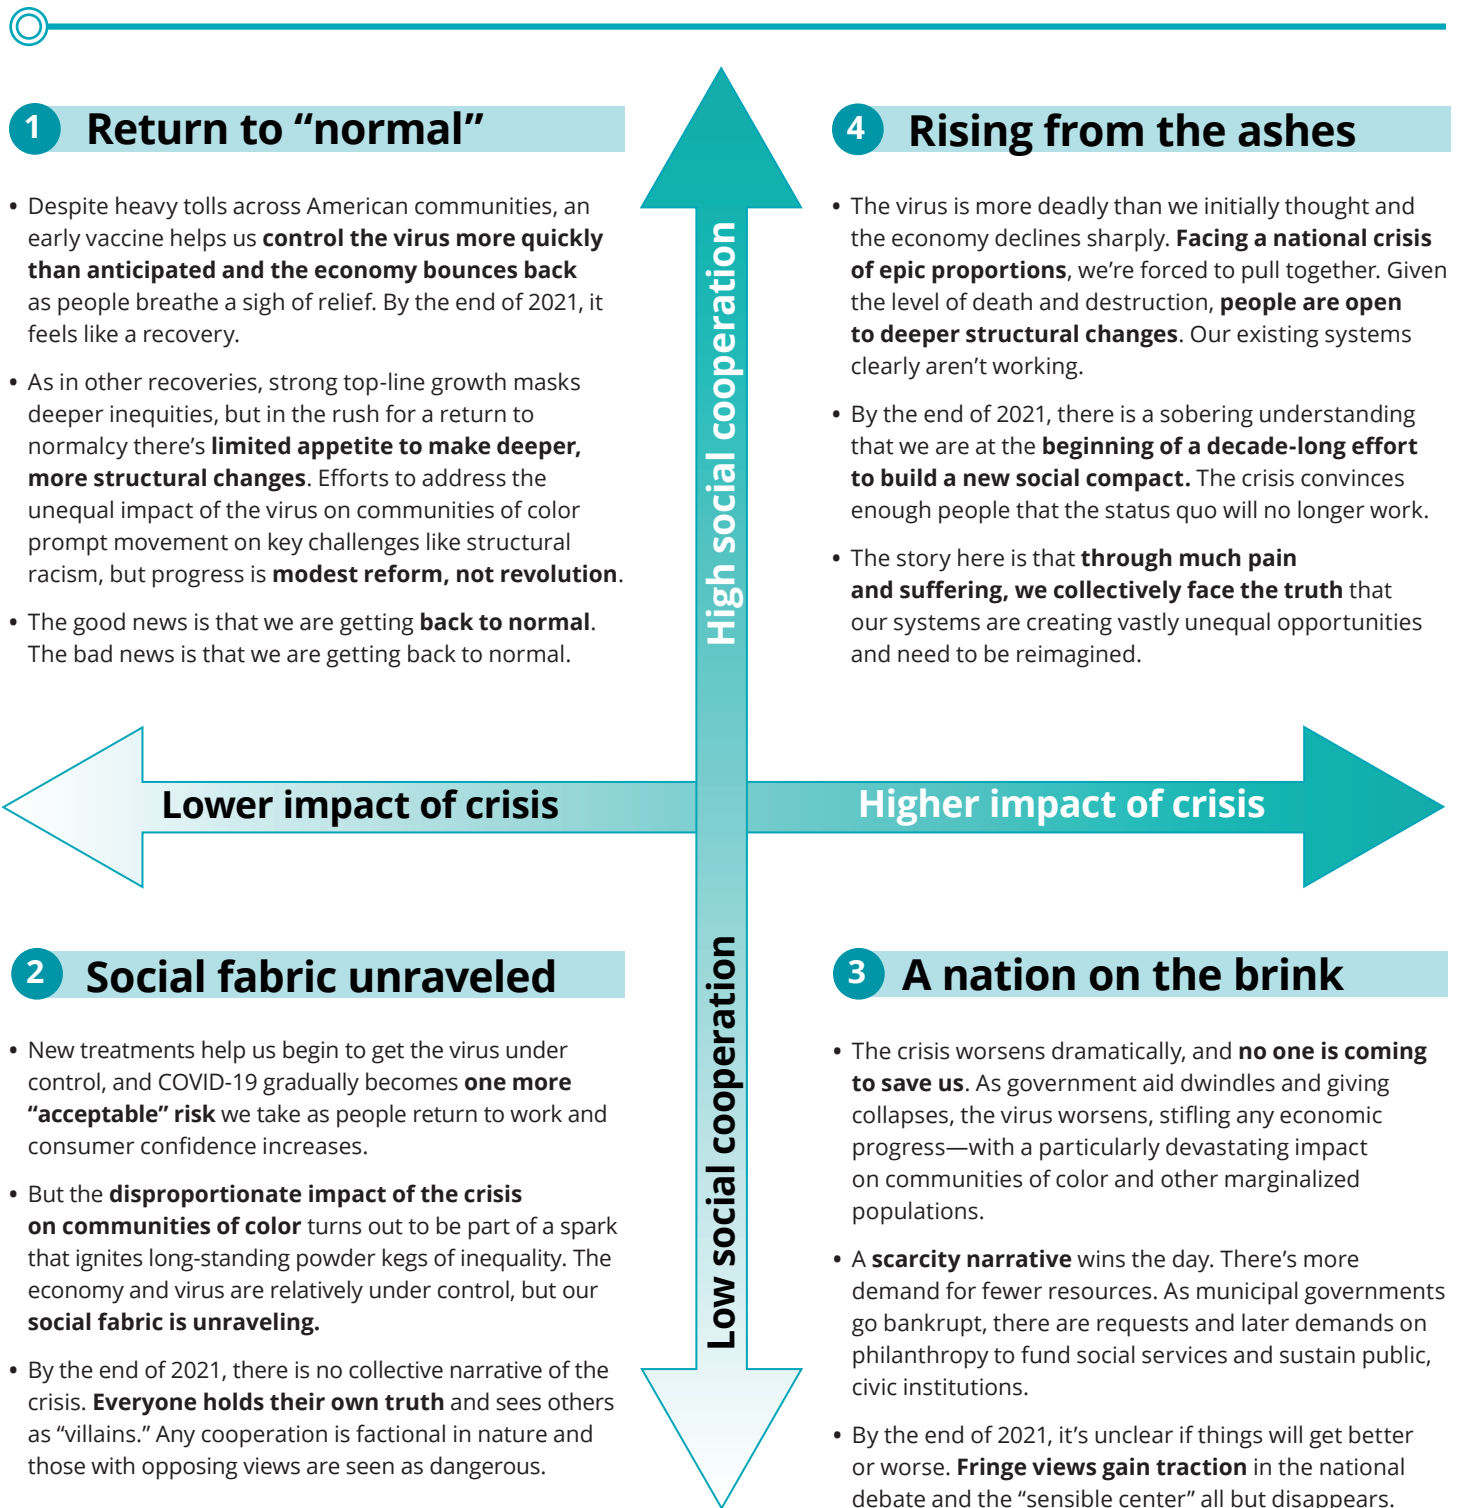 1 Return to “normal”
• Despite heavy tolls across American communities, an
early vaccine helps us control the virus more quickly
than anticipated and the economy bounces back
as people breathe a sigh of relief. By the end of 2021, it
feels like a recovery.
• As in other recoveries, strong top-line growth masks
deeper inequities, but in the rush for a return to
normalcy there’s limited appetite to make deeper,
more structural changes. Efforts to address the
unequal impact of the virus on communities of color
prompt movement on key challenges like structural
racism, but progress is modest reform, not revolution.
• The good news is that we are getting back to normal.
The bad news is that we are getting back to normal.
High social cooperation
4 Rising from the ashes
• The virus is more deadly than we initially thought and
the economy declines sharply. Facing a national crisis
of epic proportions, we’re forced to pull together. Given
the level of death and destruction, people are open
to deeper structural changes. Our existing systems
clearly aren’t working.
• By the end of 2021, there is a sobering understanding
that we are at the beginning of a decade-long effort
to build a new social compact. The crisis convinces
enough people that the status quo will no longer work.
• The story here is that through much pain
and suffering, we collectively face the truth that
our systems are creating vastly unequal opportunities
and need to be reimagined.
Lower impact of crisis
Higher impact of crisis
2 Social fabric unraveled
• New treatments help us begin to get the virus under
control, and COVID-19 gradually becomes one more
“acceptable” risk we take as people return to work and
consumer confidence increases.
• But the disproportionate impact of the crisis
on communities of color turns out to be part of a spark
that ignites long-standing powder kegs of inequality. The
economy and virus are relatively under control, but our
social fabric is unraveling.
• By the end of 2021, there is no collective narrative of the
crisis. Everyone holds their own truth and sees others
as “villains.” Any cooperation is factional in nature and
those with opposing views are seen as dangerous.
Low social cooperation
3 A nation on the brink
• The crisis worsens dramatically, and no one is coming
to save us. As government aid dwindles and giving
collapses, the virus worsens, stifling any economic
progress—with a particularly devastating impact
on communities of color and other marginalized
populations.
• A scarcity narrative wins the day. There’s more
demand for fewer resources. As municipal governments
go bankrupt, there are requests and later demands on
philanthropy to fund social services and sustain public,
civic institutions.
• By the end of 2021, it’s unclear if things will get better
or worse. Fringe views gain traction in the national
debate and the “sensible center” all but disappears.